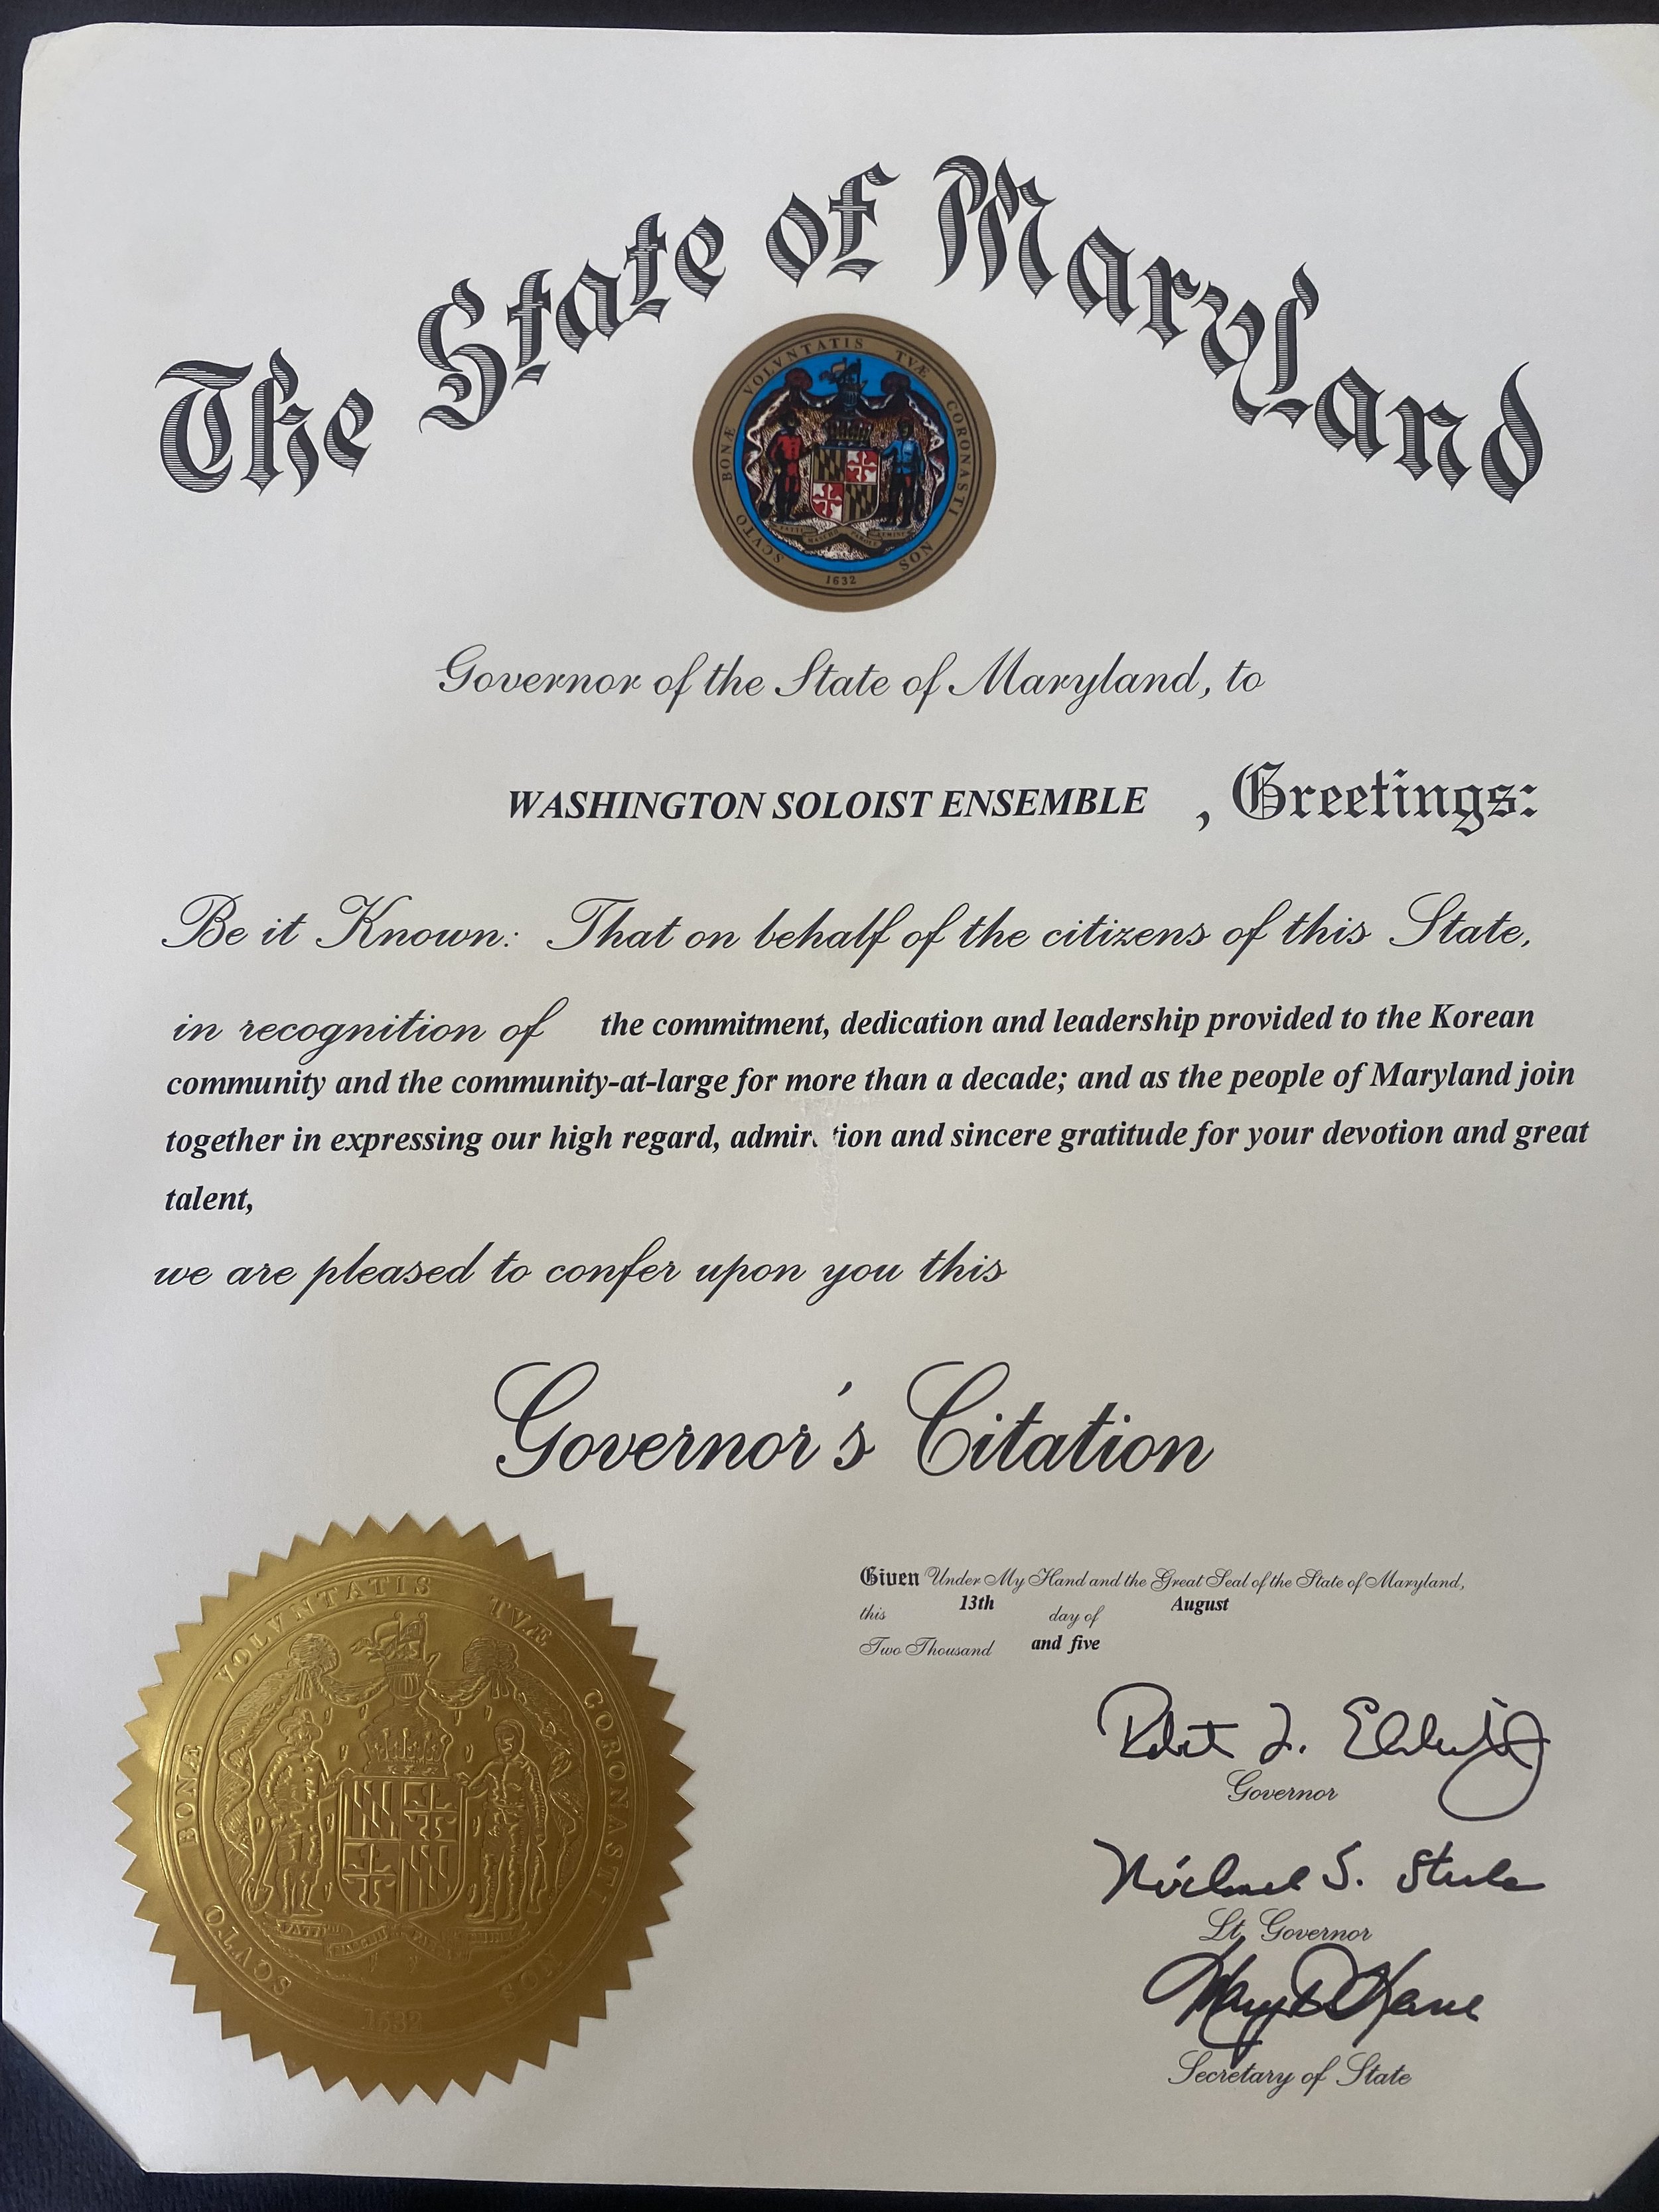 The State of Maryland
SCVTO BONÆ VOLVNTATIS TVÆ CORONASTI NOS
1632
Governor of the State of Maryland, to
WASHINGTON SOLOIST ENSEMBLE , Greetings:
Be it Known: That on behalf of the citizens of this State,
in recognition of the commitment, dedication and leadership provided to the Korean
community and the community-at-large for more than a decade; and as the people of Maryland join
together in expressing our high regard, admir tion and sincere gratitude for your devotion and great
talent,
we are pleased to confer upon you this
Governor's Citation
Given Under My Hand and the Great Seal of the State of Maryland,
this 13th day of August
Two Thousand and five
Robert L. Ehrlich Jr
Governor
Michael S. Steele
Lt. Governor
Mary D Kane
Secretary of State
SCVTO BONÆ VOLVNTATIS TVÆ CORONASTI NOS
1632